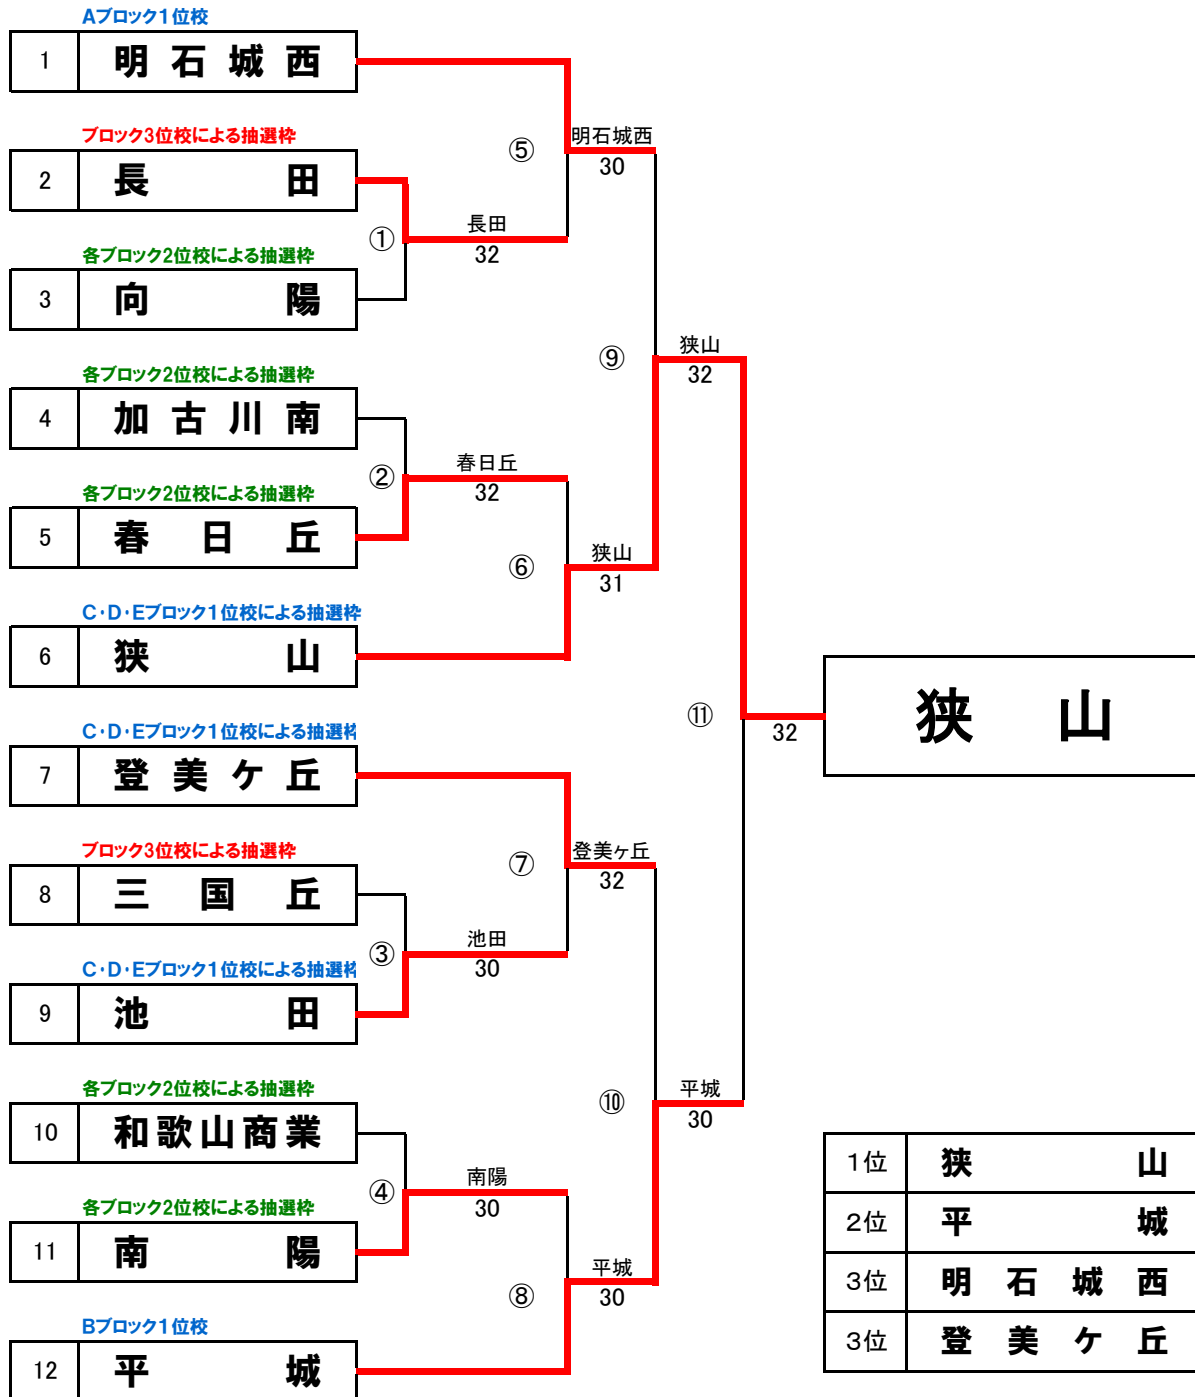 Aブロック1位校
1 明石城西
ブロック3位校による抽選枠
2 長田
各ブロック2位校による抽選枠
3 向陽
各ブロック2位校による抽選枠
4 加古川南
各ブロック2位校による抽選枠
5 春日丘
C・D・Eブロック1位校による抽選枠
6 狭山
C・D・Eブロック1位校による抽選枠
7 登美ケ丘
ブロック3位校による抽選枠
8 三国丘
C・D・Eブロック1位校による抽選枠
9 池田
各ブロック2位校による抽選枠
10 和歌山商業
各ブロック2位校による抽選枠
11 南陽
Bブロック1位校
12 平城
①
長田
32
②
春日丘
32
③
池田
30
④
南陽
30
⑤
明石城西
30
⑥
狭山
31
⑦
登美ヶ丘
32
⑧
平城
30
⑨
狭山
32
⑩
平城
30
⑪
32
狭山
1位 狭山
2位 平城
3位 明石城西
3位 登美ケ丘